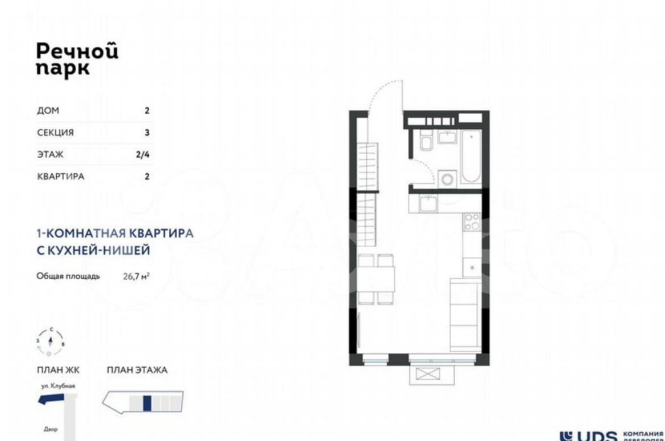 Речной
парк
ДОМ 2
СЕКЦИЯ 3
ЭТАЖ 2/4
КВАРТИРА 2
1-КОМНАТНАЯ КВАРТИРА
С КУХНЕЙ-НИШЕЙ
Общая площадь 26,7 м²
С
З В
Ю
ПЛАН ЖК ПЛАН ЭТАЖА
ул. Клубная
Двор
UDS КОМПАНИЯ